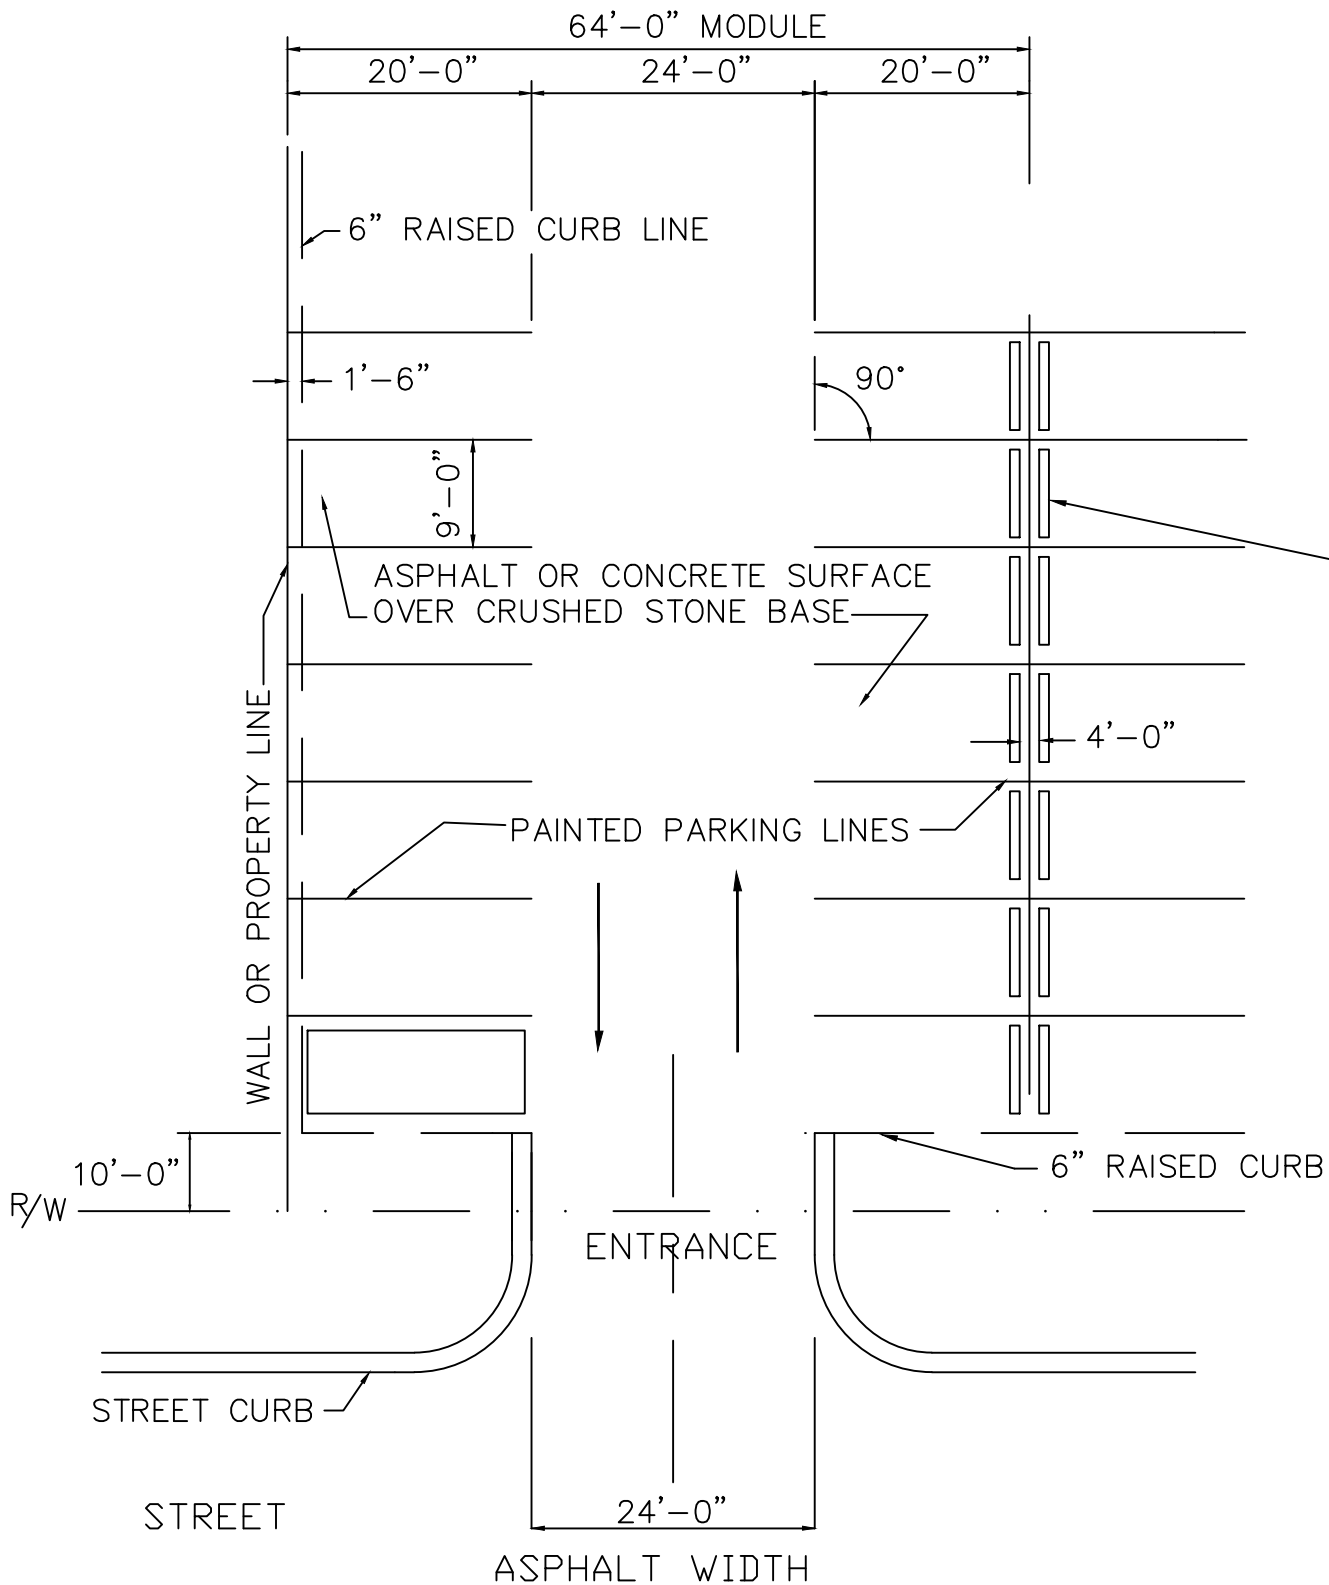 64'-0" MODULE
20'-0" 24'-0" 20'-0"
6" RAISED CURB LINE
1'-6" 90°
9'-0"
ASPHALT OR CONCRETE SURFACE
OVER CRUSHED STONE BASE
WALL OR PROPERTY LINE
4'-0"
PAINTED PARKING LINES
10'-0"
6" RAISED CURB
R/W
ENTRANCE
STREET CURB
STREET
24'-0"
ASPHALT WIDTH